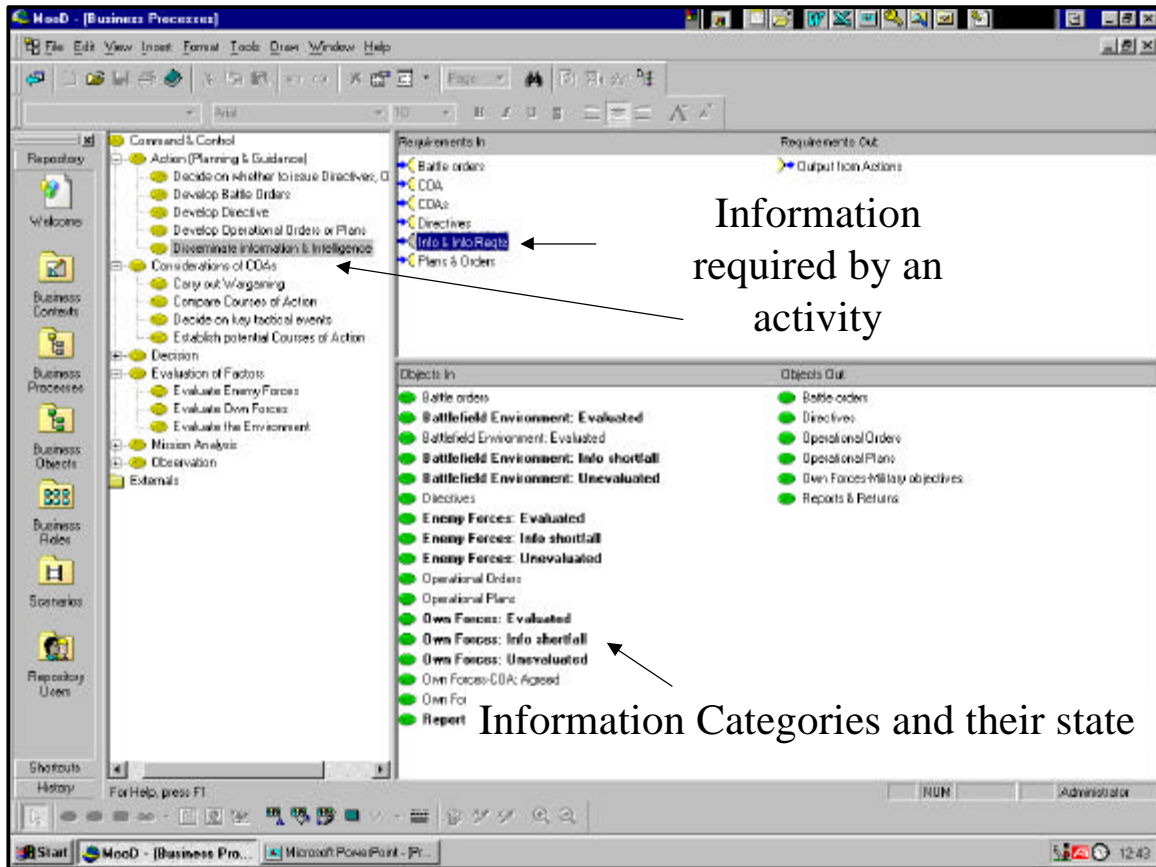 MooD - [Business Processes]
File Edit View Insert Format Tools Draw Window Help
Page
Arial 10 B I U
Repository
Welcome
Business Contexts
Business Processes
Business Objects
Business Roles
Scenarios
Repository Users
Shortcuts
History
Command & Control
Action (Planning & Guidance)
Decide on whether to issue Directives, O
Develop Battle Orders
Develop Directive
Develop Operational Orders or Plans
Disseminate information & Intelligence
Considerations of COAs
Carry out Wargaming
Compare Courses of Action
Decide on key tactical events
Establish potential Courses of Action
Decision
Evaluation of Factors
Evaluate Enemy Forces
Evaluate Own Forces
Evaluate the Environment
Mission Analysis
Observation
Externals
Requirements In
Battle orders
COA
COAs
Directives
Info & Info Reqts
Plans & Orders
Requirements Out
Output from Actions
Information
required by an
activity
Objects In
Battle orders
Battlefield Environment: Evaluated
Battlefield Environment: Evaluated
Battlefield Environment: Info shortfall
Battlefield Environment: Unevaluated
Directives
Enemy Forces: Evaluated
Enemy Forces: Info shortfall
Enemy Forces: Unevaluated
Operational Orders
Operational Plans
Own Forces: Evaluated
Own Forces: Info shortfall
Own Forces: Unevaluated
Own Forces-COA: Agreed
Own For
Report
Objects Out
Battle orders
Directives
Operational Orders
Operational Plans
Own Forces-Military objectives
Reports & Returns
Information Categories and their state
For Help, press F1
NUM
Administrator
Start
MooD - [Business Pro...
Microsoft PowerPoint - [Pr...
12:43